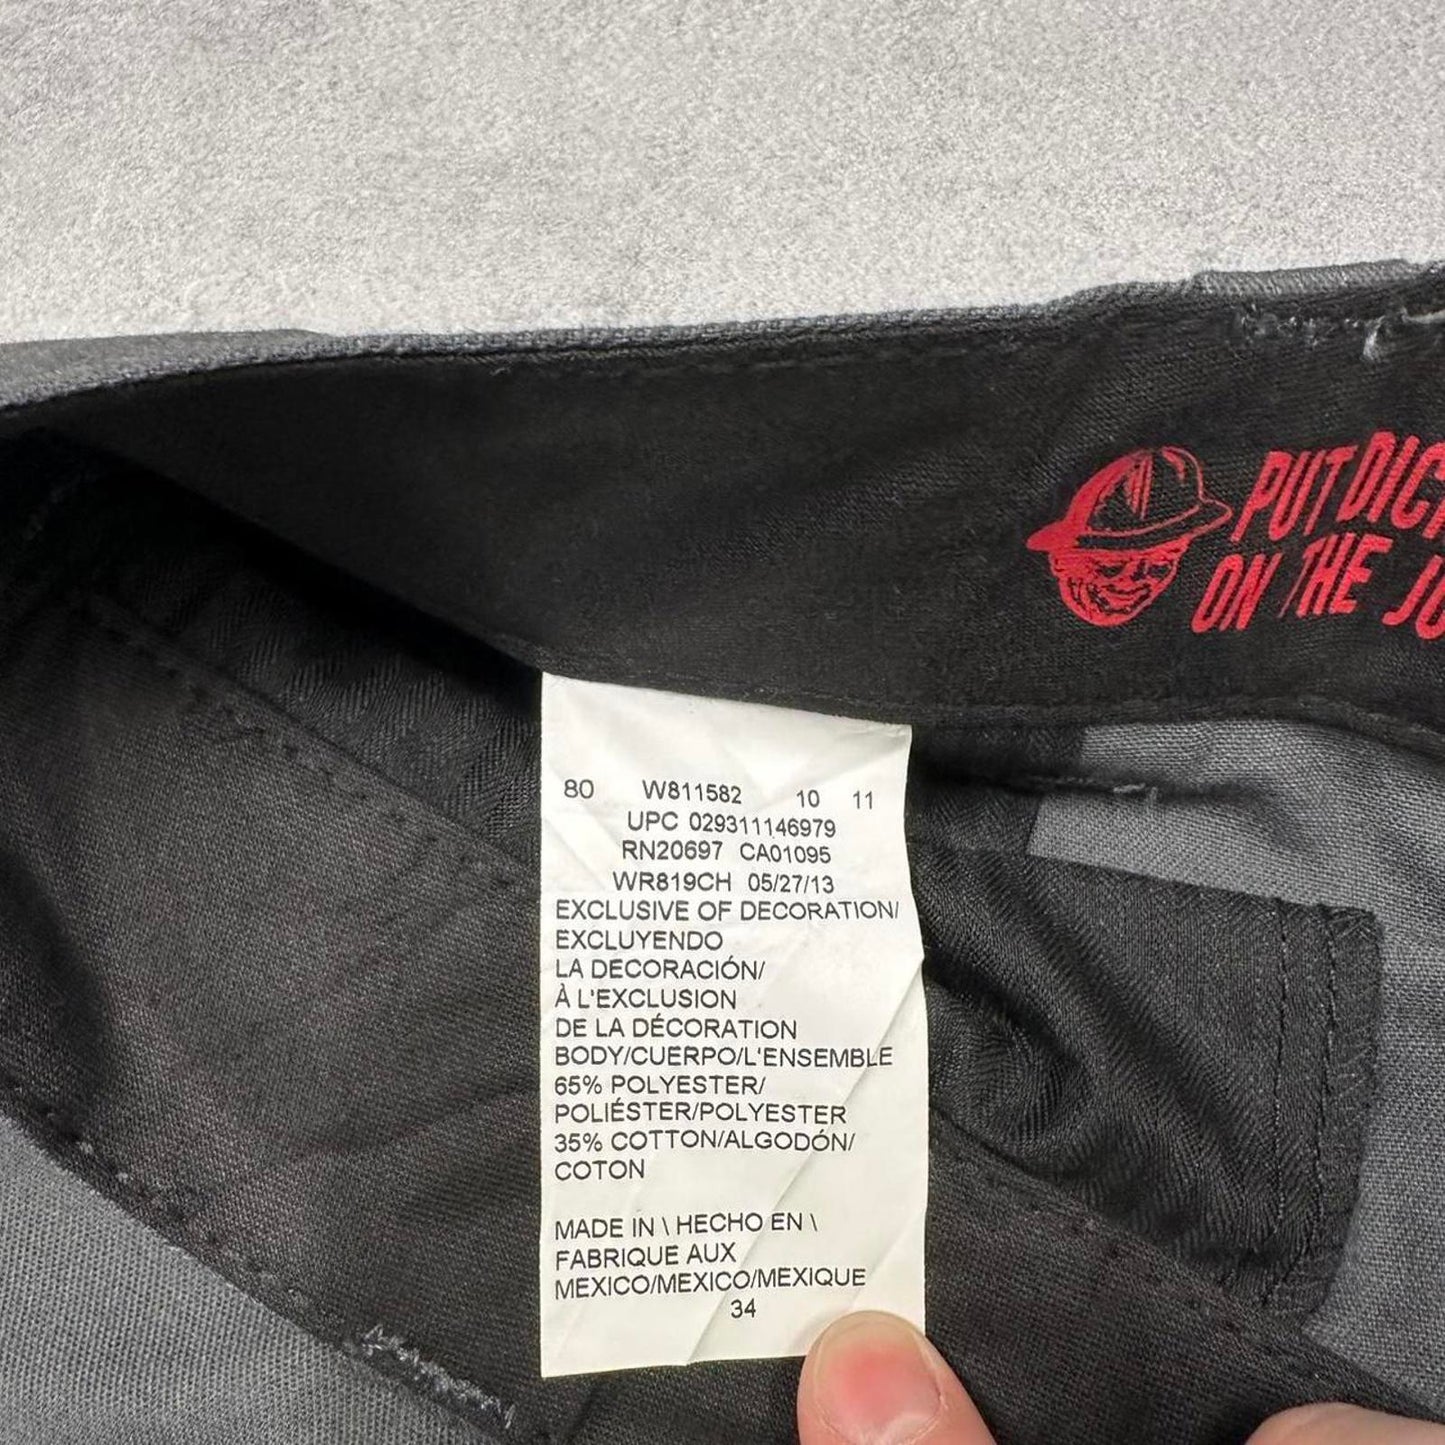 PUT DICK
ON THE JO
80 W811582 10 11
UPC 029311146979
RN20697 CA01095
WR819CH 05/27/13
EXCLUSIVE OF DECORATION/
EXCLUYENDO
LA DECORACIÓN/
À L'EXCLUSION
DE LA DÉCORATION
BODY/CUERPO/L'ENSEMBLE
65% POLYESTER/
POLIÉSTER/POLYESTER
35% COTTON/ALGODÓN/
COTON
MADE IN \ HECHO EN \
FABRIQUE AUX
MEXICO/MEXICO/MEXIQUE
34